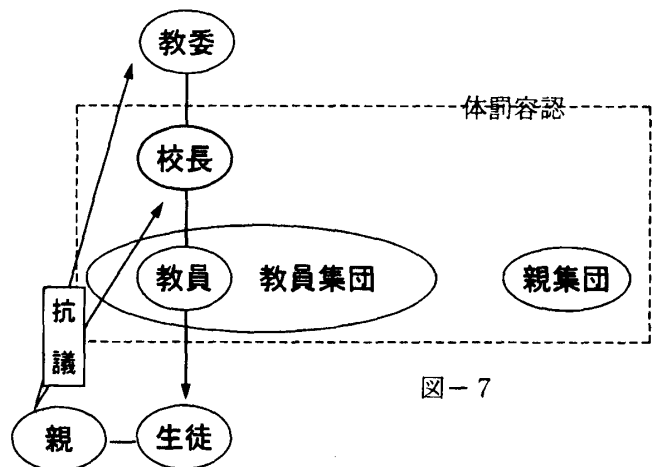 教委
体罰容認
校長
教員 教員集団 親集団
抗議
図-7
親 生徒